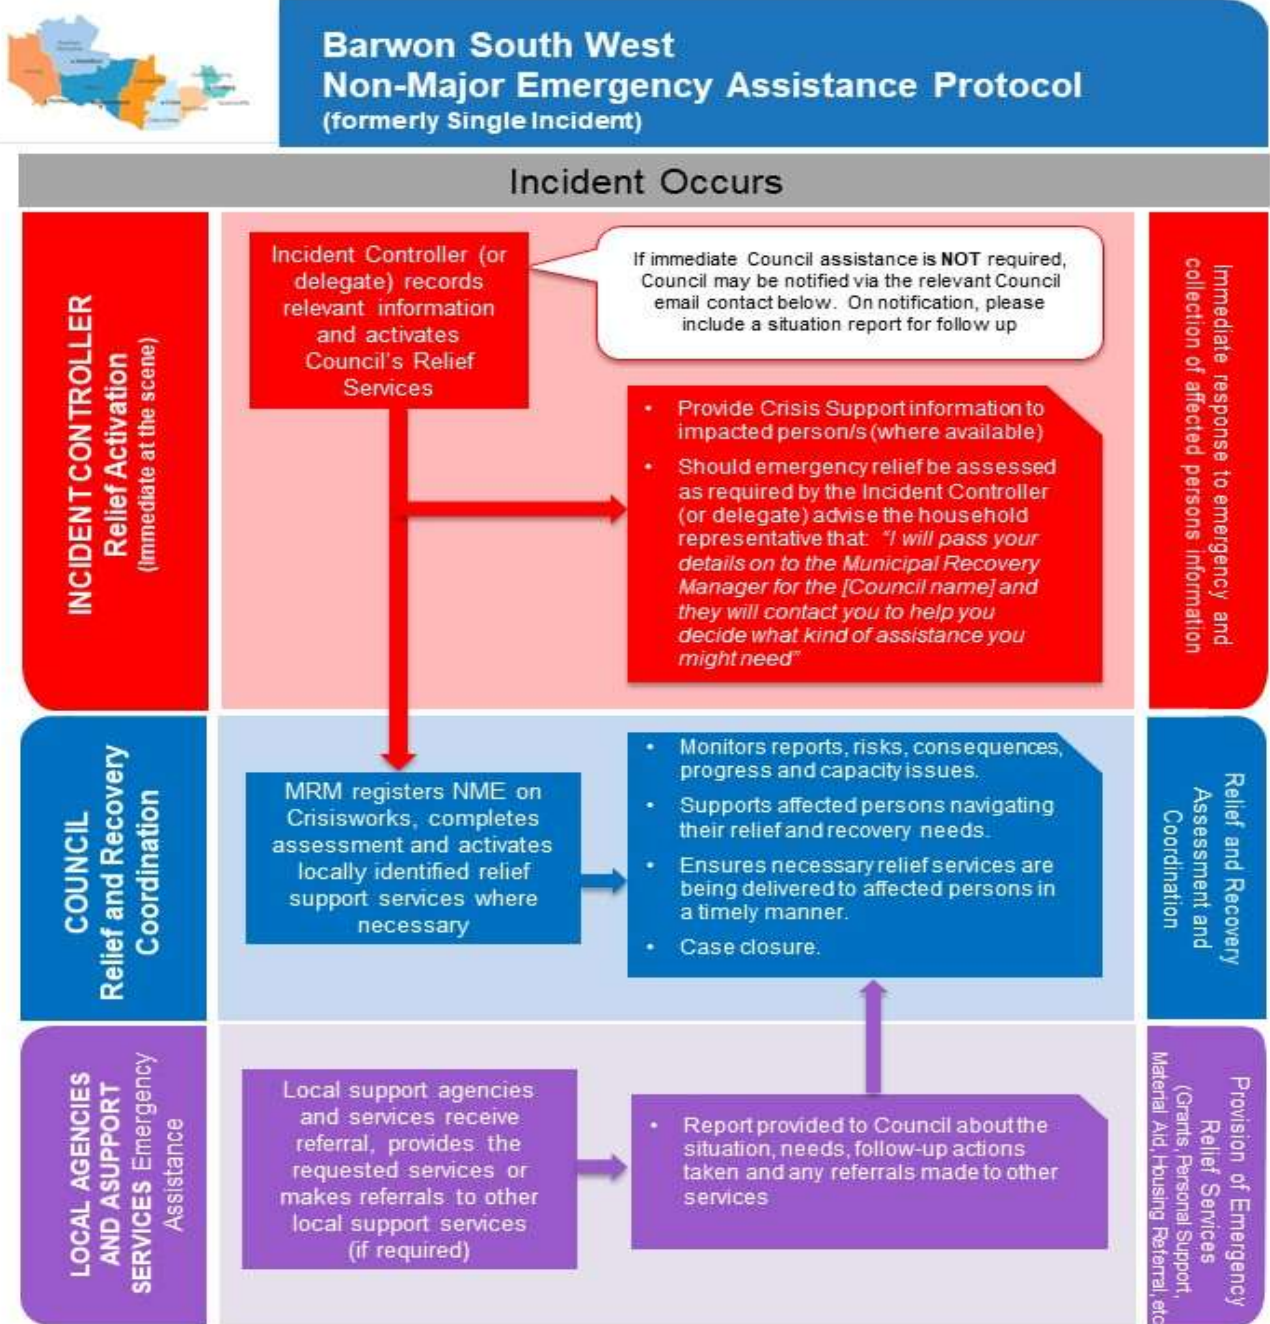 Barwon South West
Non-Major Emergency Assistance Protocol
(formerly Single Incident)
Incident Occurs
INCIDENT CONTROLLER
Relief Activation
(Immediate at the scene)
Incident Controller (or
delegate) records
relevant information
and activates
Council's Relief
Services
If immediate Council assistance is NOT required,
Council may be notified via the relevant Council
email contact below. On notification, please
include a situation report for follow up
• Provide Crisis Support information to
impacted person/s (where available)
• Should emergency relief be assessed
as required by the Incident Controller
(or delegate) advise the household
representative that: "I will pass your
details on to the Municipal Recovery
Manager for the [Council name] and
they will contact you to help you
decide what kind of assistance you
might need"
Immediate response to emergency and
collection of affected persons information
COUNCIL
Relief and Recovery
Coordination
MRM registers NME on
Crisisworks, completes
assessment and activates
locally identified relief
support services where
necessary
• Monitors reports, risks, consequences,
progress and capacity issues.
• Supports affected persons navigating
their relief and recovery needs.
• Ensures necessary relief services are
being delivered to affected persons in
a timely manner.
• Case closure.
Relief and Recovery
Assessment and
Coordination
LOCAL AGENCIES
AND ASUPPORT
SERVICES Emergency
Assistance
Local support agencies
and services receive
referral, provides the
requested services or
makes referrals to other
local support services
(if required)
• Report provided to Council about the
situation, needs, follow-up actions
taken and any referrals made to other
services
Provision of Emergency
Relief Services
(Grants, Personal Support,
Material Aid, Housing Referral, etc